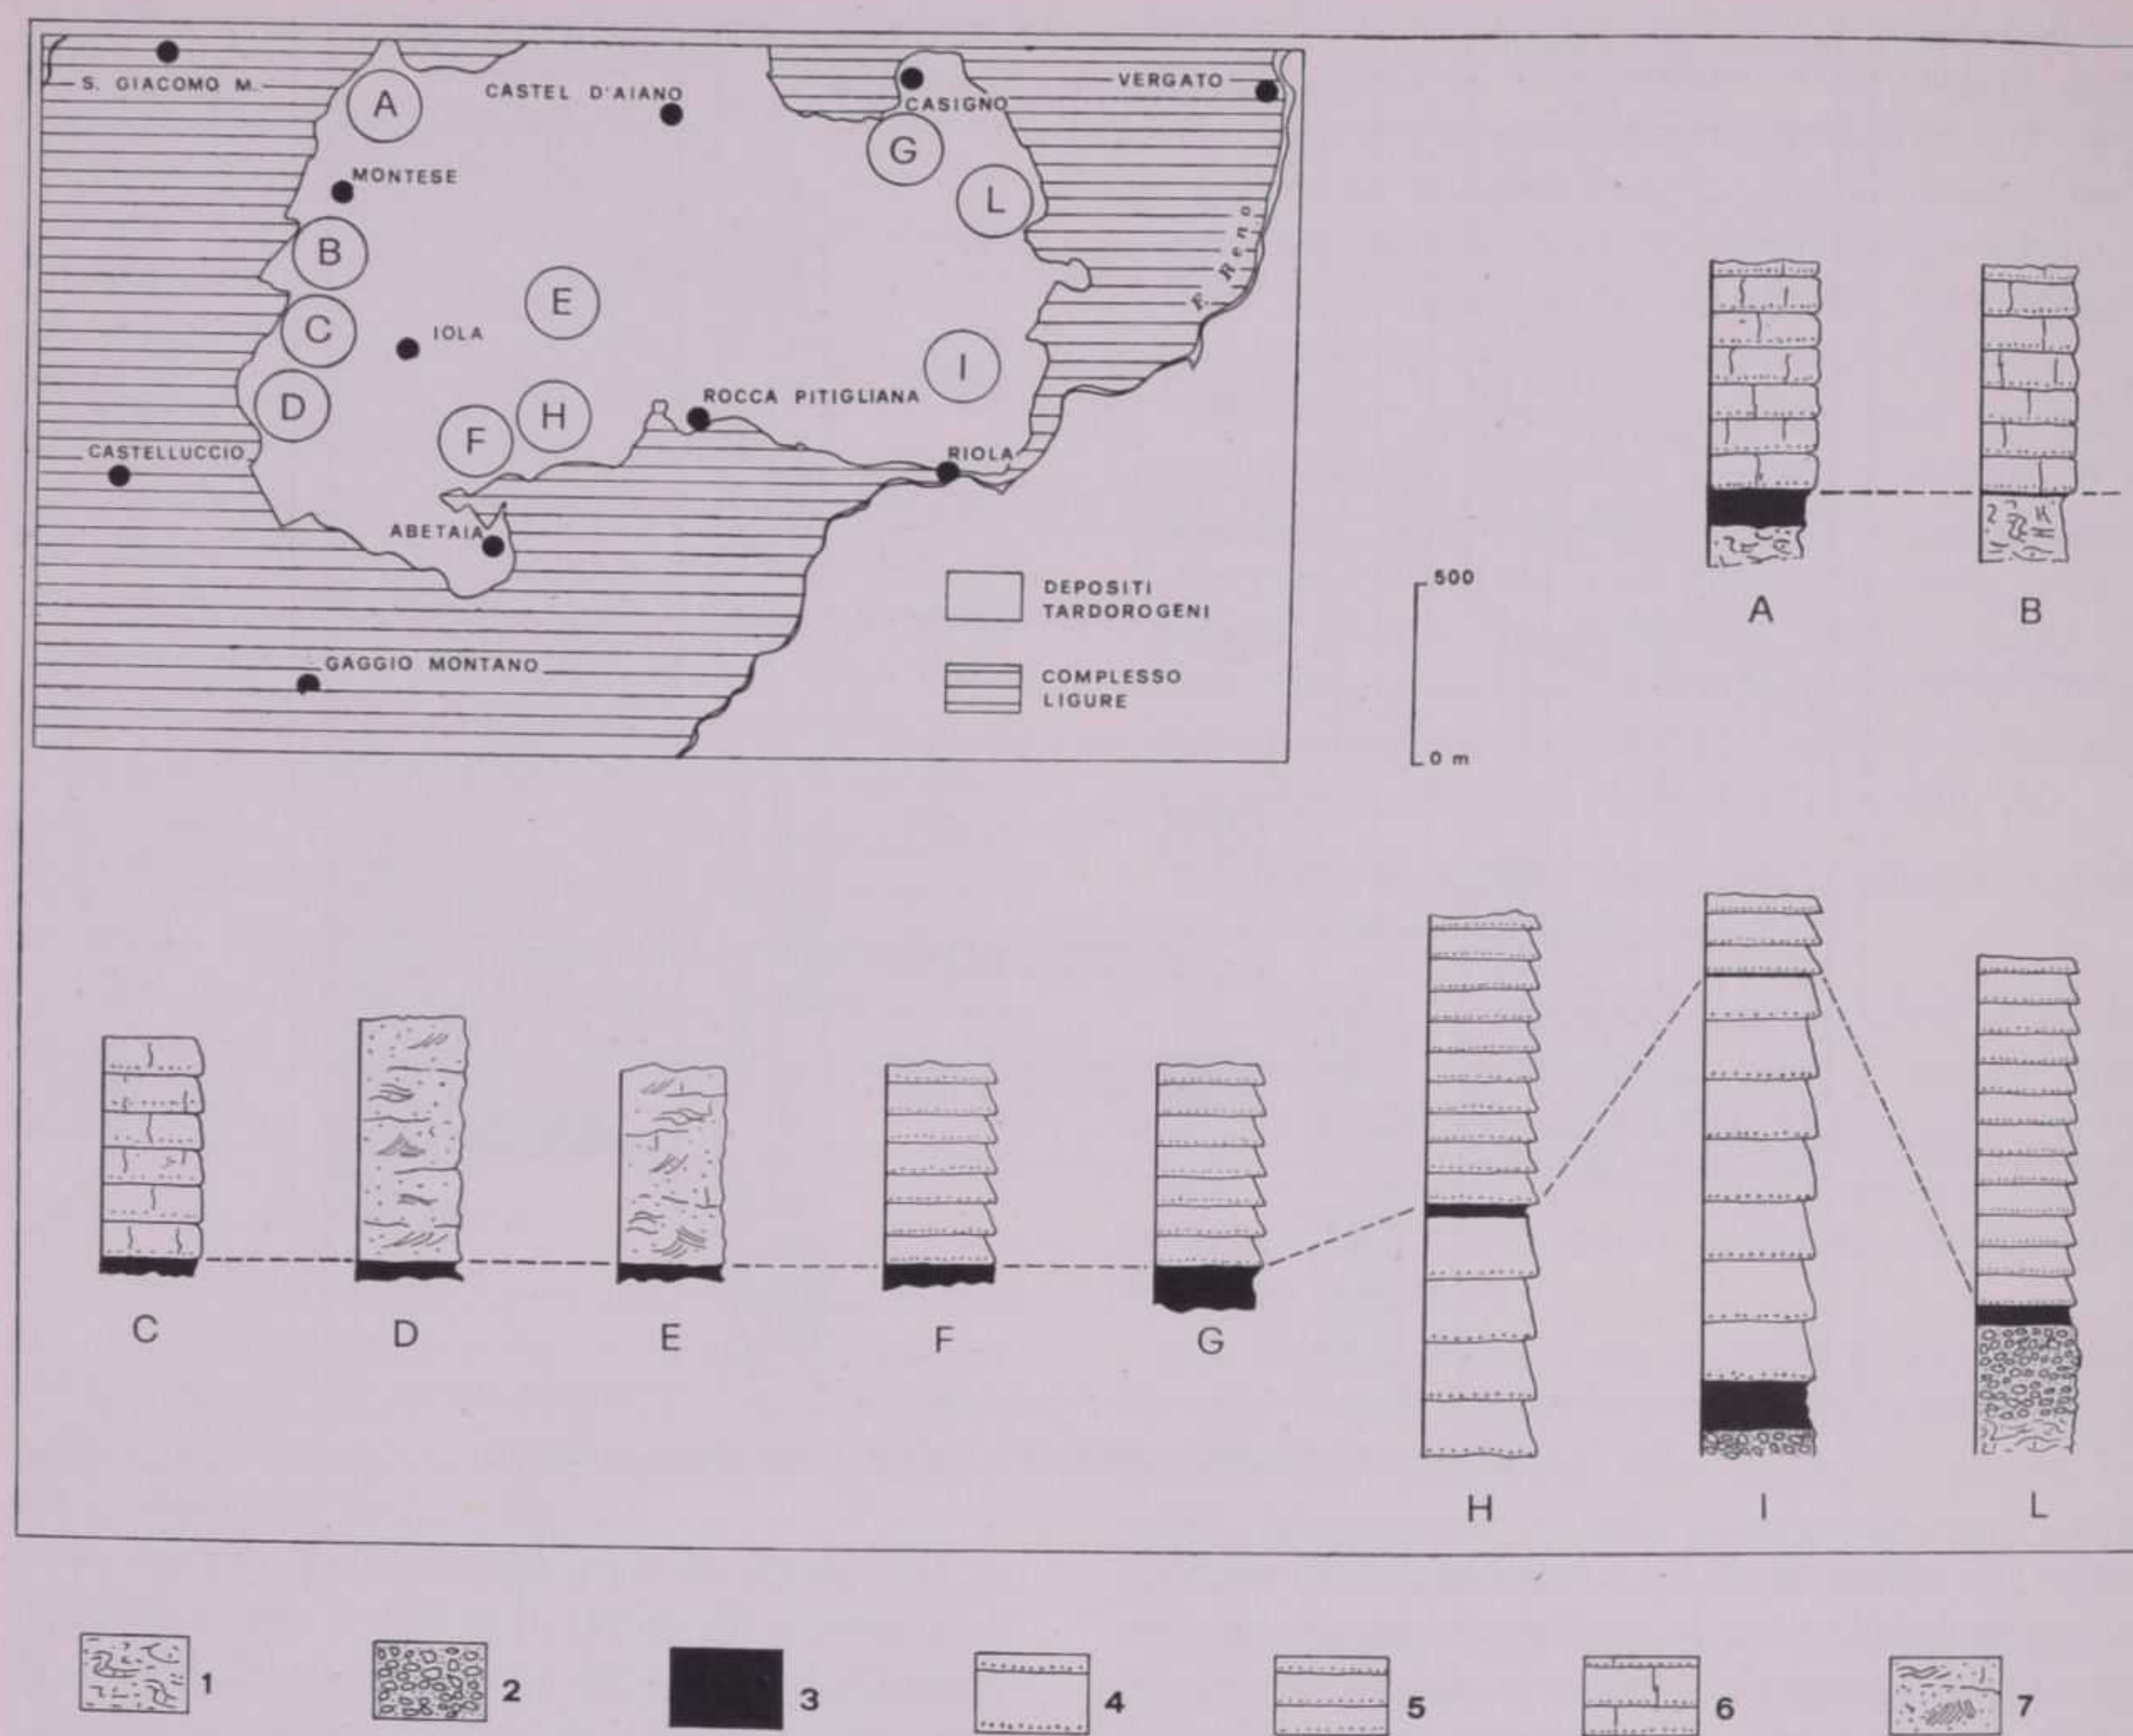 S. GIACOMO M.
A
CASTEL D'AIANO
CASIGNO
VERGATO
G
MONTESE
L
B
F. Reno
E
C
IOLA
I
D
ROCCA PITIGLIANA
H
F
CASTELLUCCIO
RIOLA
ABETAIA
DEPOSITI
TARDOROGENI
GAGGIO MONTANO
COMPLESSO
LIGURE
500
0 m
A
B
C
D
E
F
G
H
I
L
1
2
3
4
5
6
7